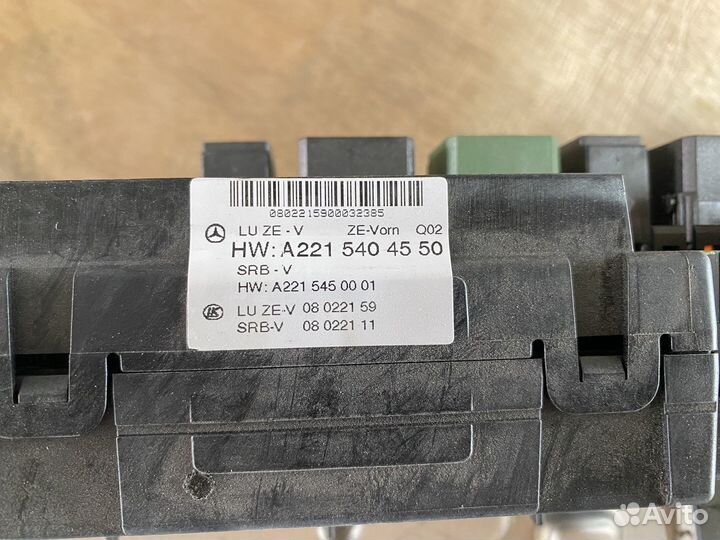 0802215900032385
LU ZE - V ZE-Vorn Q02
HW: A221 540 45 50
SRB - V
HW: A221 545 00 01
LK LU ZE-V 08 0221 59
SRB-V 08 0221 11
Avito